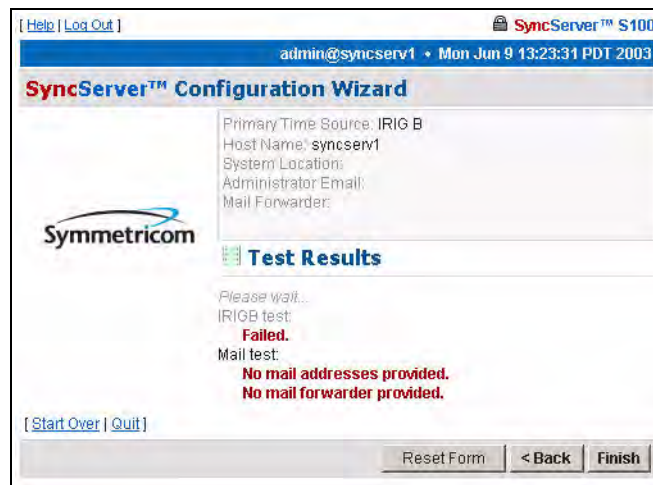 [ Help | Log Out ]
SyncServer™ S100
admin@syncserv1 • Mon Jun 9 13:23:31 PDT 2003
SyncServer™ Configuration Wizard
Primary Time Source: IRIG B
Host Name: syncserv1
System Location:
Administrator Email:
Mail Forwarder:
Symmetricom
Test Results
Please wait...
IRIGB test:
Failed.
Mail test:
No mail addresses provided.
No mail forwarder provided.
[ Start Over | Quit ]
Reset Form
< Back
Finish